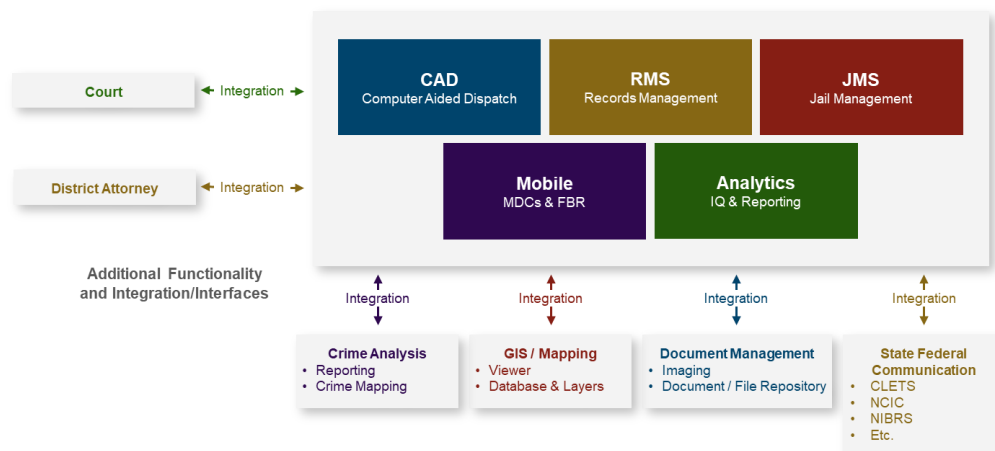 CAD
Computer Aided Dispatch
RMS
Records Management
JMS
Jail Management
Court
Integration
Mobile
MDCs & FBR
Analytics
IQ & Reporting
District Attorney
Integration
Additional Functionality
and Integration/Interfaces
Integration
Integration
Integration
Integration
Crime Analysis
• Reporting
• Crime Mapping
GIS / Mapping
• Viewer
• Database & Layers
Document Management
• Imaging
• Document / File Repository
State Federal
Communication
• CLETS
• NCIC
• NIBRS
• Etc.